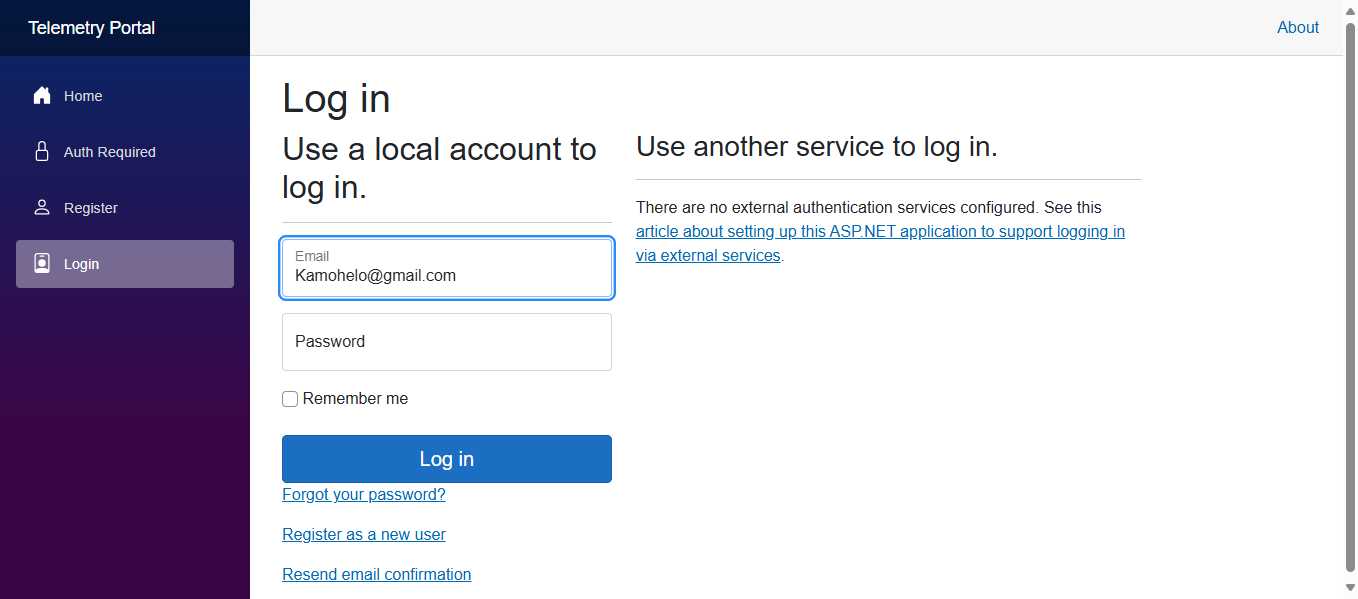 Telemetry Portal
About
Home
Auth Required
Register
Login
Log in
Use a local account to
log in.
Email
Kamohelo@gmail.com
Password
Remember me
Log in
Forgot your password?
Register as a new user
Resend email confirmation
Use another service to log in.
There are no external authentication services configured. See this
article about setting up this ASP.NET application to support logging in
via external services.